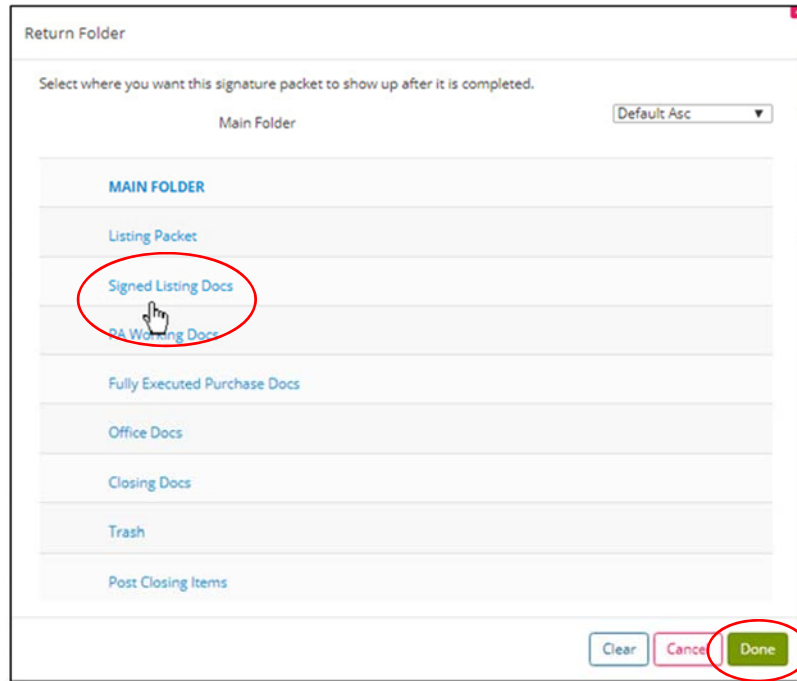 Return Folder
Select where you want this signature packet to show up after it is completed.
Main Folder
Default Asc
MAIN FOLDER
Listing Packet
Signed Listing Docs
PA Working Docs
Fully Executed Purchase Docs
Office Docs
Closing Docs
Trash
Post Closing Items
Clear Cancel Done